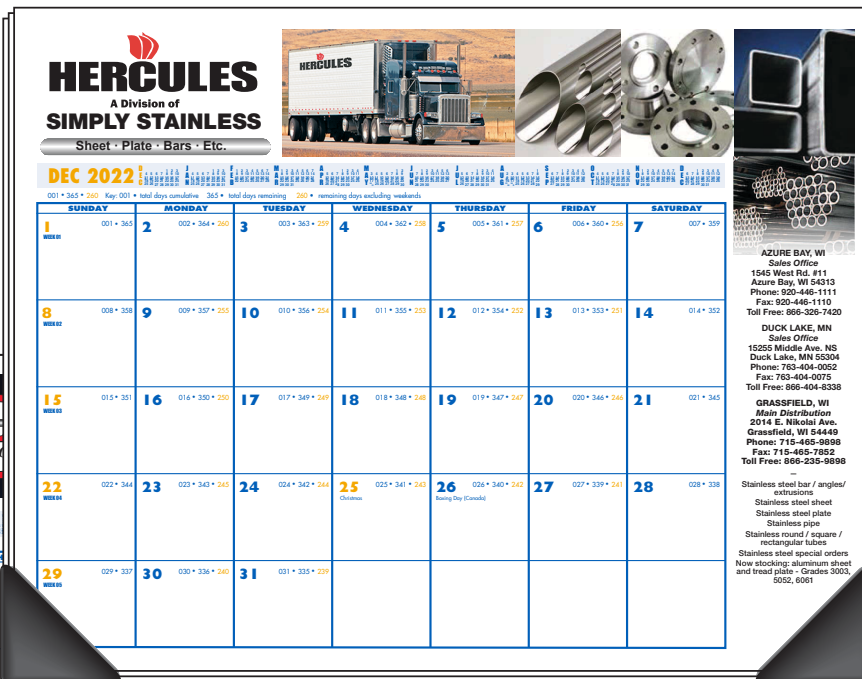 HERCULES
A Division of
SIMPLY STAINLESS
Sheet · Plate · Bars · Etc.
HERCULES
DEC 2022
001 • 365 • 260 Key: 001 • total days cumulative 365 • total days remaining 260 • remaining days excluding weekends
SUNDAY MONDAY TUESDAY WEDNESDAY THURSDAY FRIDAY SATURDAY
1 001 • 365 2 002 • 364 • 260 3 003 • 363 • 259 4 004 • 362 • 258 5 005 • 361 • 257 6 006 • 360 • 256 7 007 • 359
WEEK 01
8 008 • 358 9 009 • 357 • 255 10 010 • 356 • 254 11 011 • 355 • 253 12 012 • 354 • 252 13 013 • 353 • 251 14 014 • 352
WEEK 02
15 015 • 351 16 016 • 350 • 250 17 017 • 349 • 249 18 018 • 348 • 248 19 019 • 347 • 247 20 020 • 346 • 246 21 021 • 345
WEEK 03
22 022 • 344 23 023 • 343 • 245 24 024 • 342 • 244 25 025 • 341 • 243 26 026 • 340 • 242 27 027 • 339 • 241 28 028 • 338
WEEK 04 Christmas Boxing Day (Canada)
29 029 • 337 30 030 • 336 • 240 31 031 • 335 • 239
WEEK 05
AZURE BAY, WI
Sales Office
1545 West Rd. #11
Azure Bay, WI 54313
Phone: 920-446-1111
Fax: 920-446-1110
Toll Free: 866-326-7420
DUCK LAKE, MN
Sales Office
15255 Middle Ave. NS
Duck Lake, MN 55304
Phone: 763-404-0052
Fax: 763-404-0075
Toll Free: 866-404-8338
GRASSFIELD, WI
Main Distribution
2014 E. Nikolai Ave.
Grassfield, WI 54449
Phone: 715-465-9898
Fax: 715-465-7852
Toll Free: 866-235-9898
–
Stainless steel bar / angles/
extrusions
Stainless steel sheet
Stainless steel plate
Stainless pipe
Stainless round / square /
rectangular tubes
Stainless steel special orders
Now stocking: aluminum sheet
and tread plate - Grades 3003,
5052, 6061